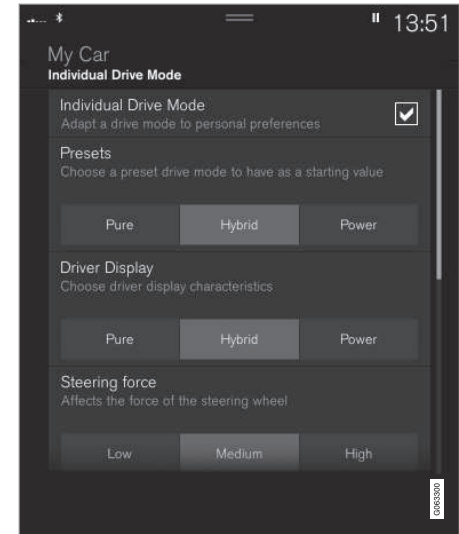 13:51
My Car
Individual Drive Mode
Individual Drive Mode
Adapt a drive mode to personal preferences
Presets
Choose a preset drive mode to have as a starting value
Pure Hybrid Power
Driver Display
Choose driver display characteristics
Pure Hybrid Power
Steering force
Affects the force of the steering wheel
Low Medium High
G063300